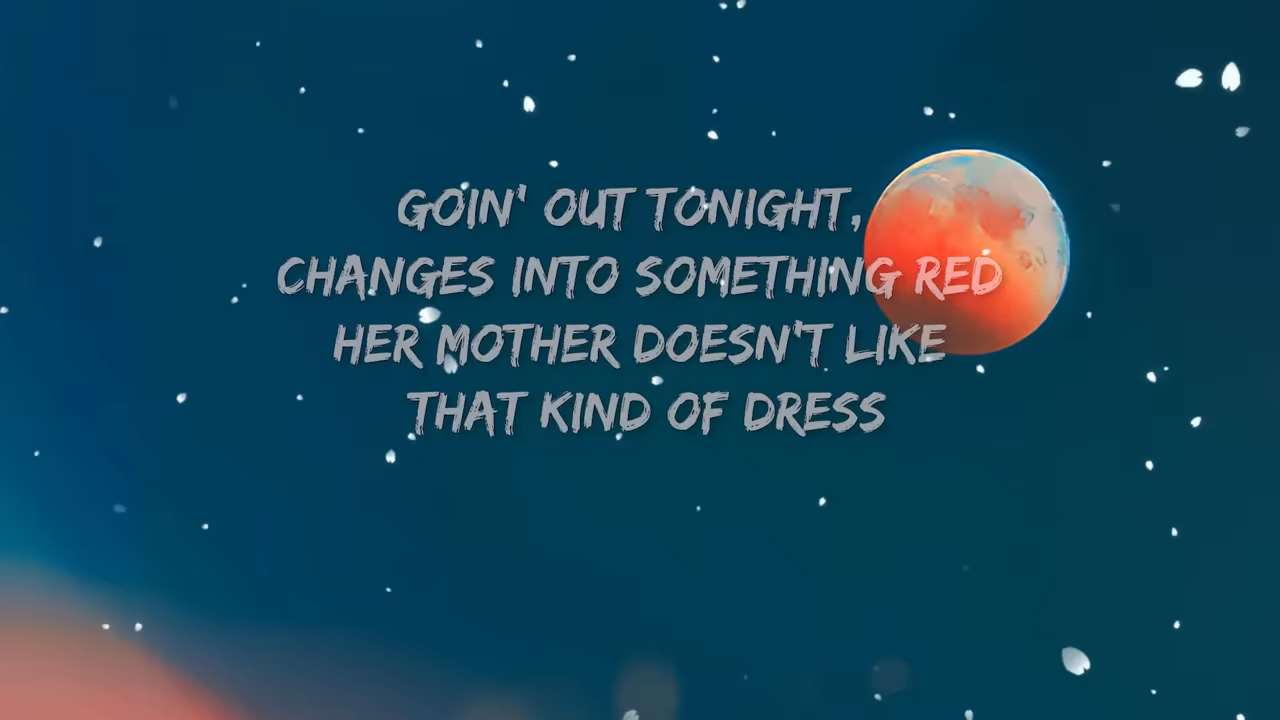 GOIN' OUT TONIGHT,
CHANGES INTO SOMETHING RED
HER MOTHER DOESN'T LIKE
THAT KIND OF DRESS